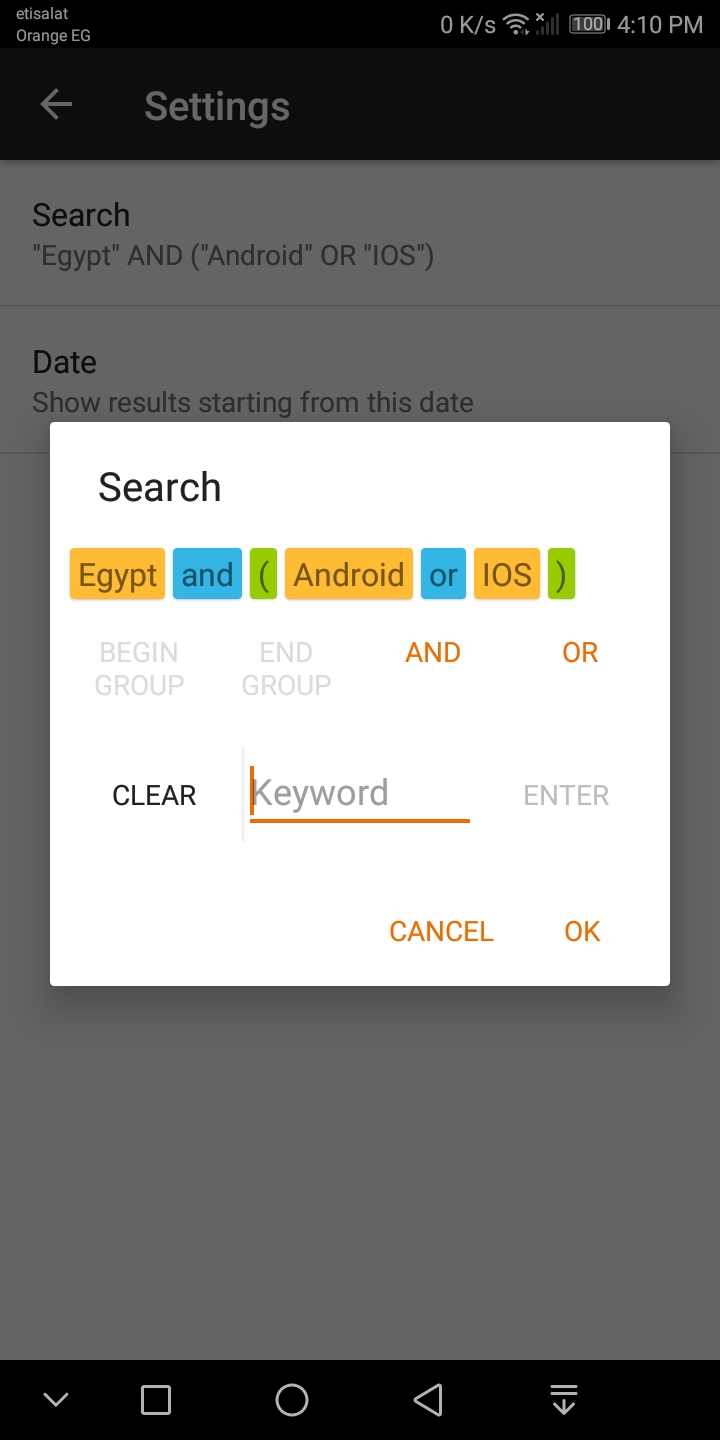 etisalat
Orange EG
0 K/s 100 4:10 PM
Settings
Search
"Egypt" AND ("Android" OR "IOS")
Date
Show results starting from this date
Search
Egypt and ( Android or IOS )
BEGIN GROUP END GROUP AND OR
CLEAR Keyword ENTER
CANCEL OK